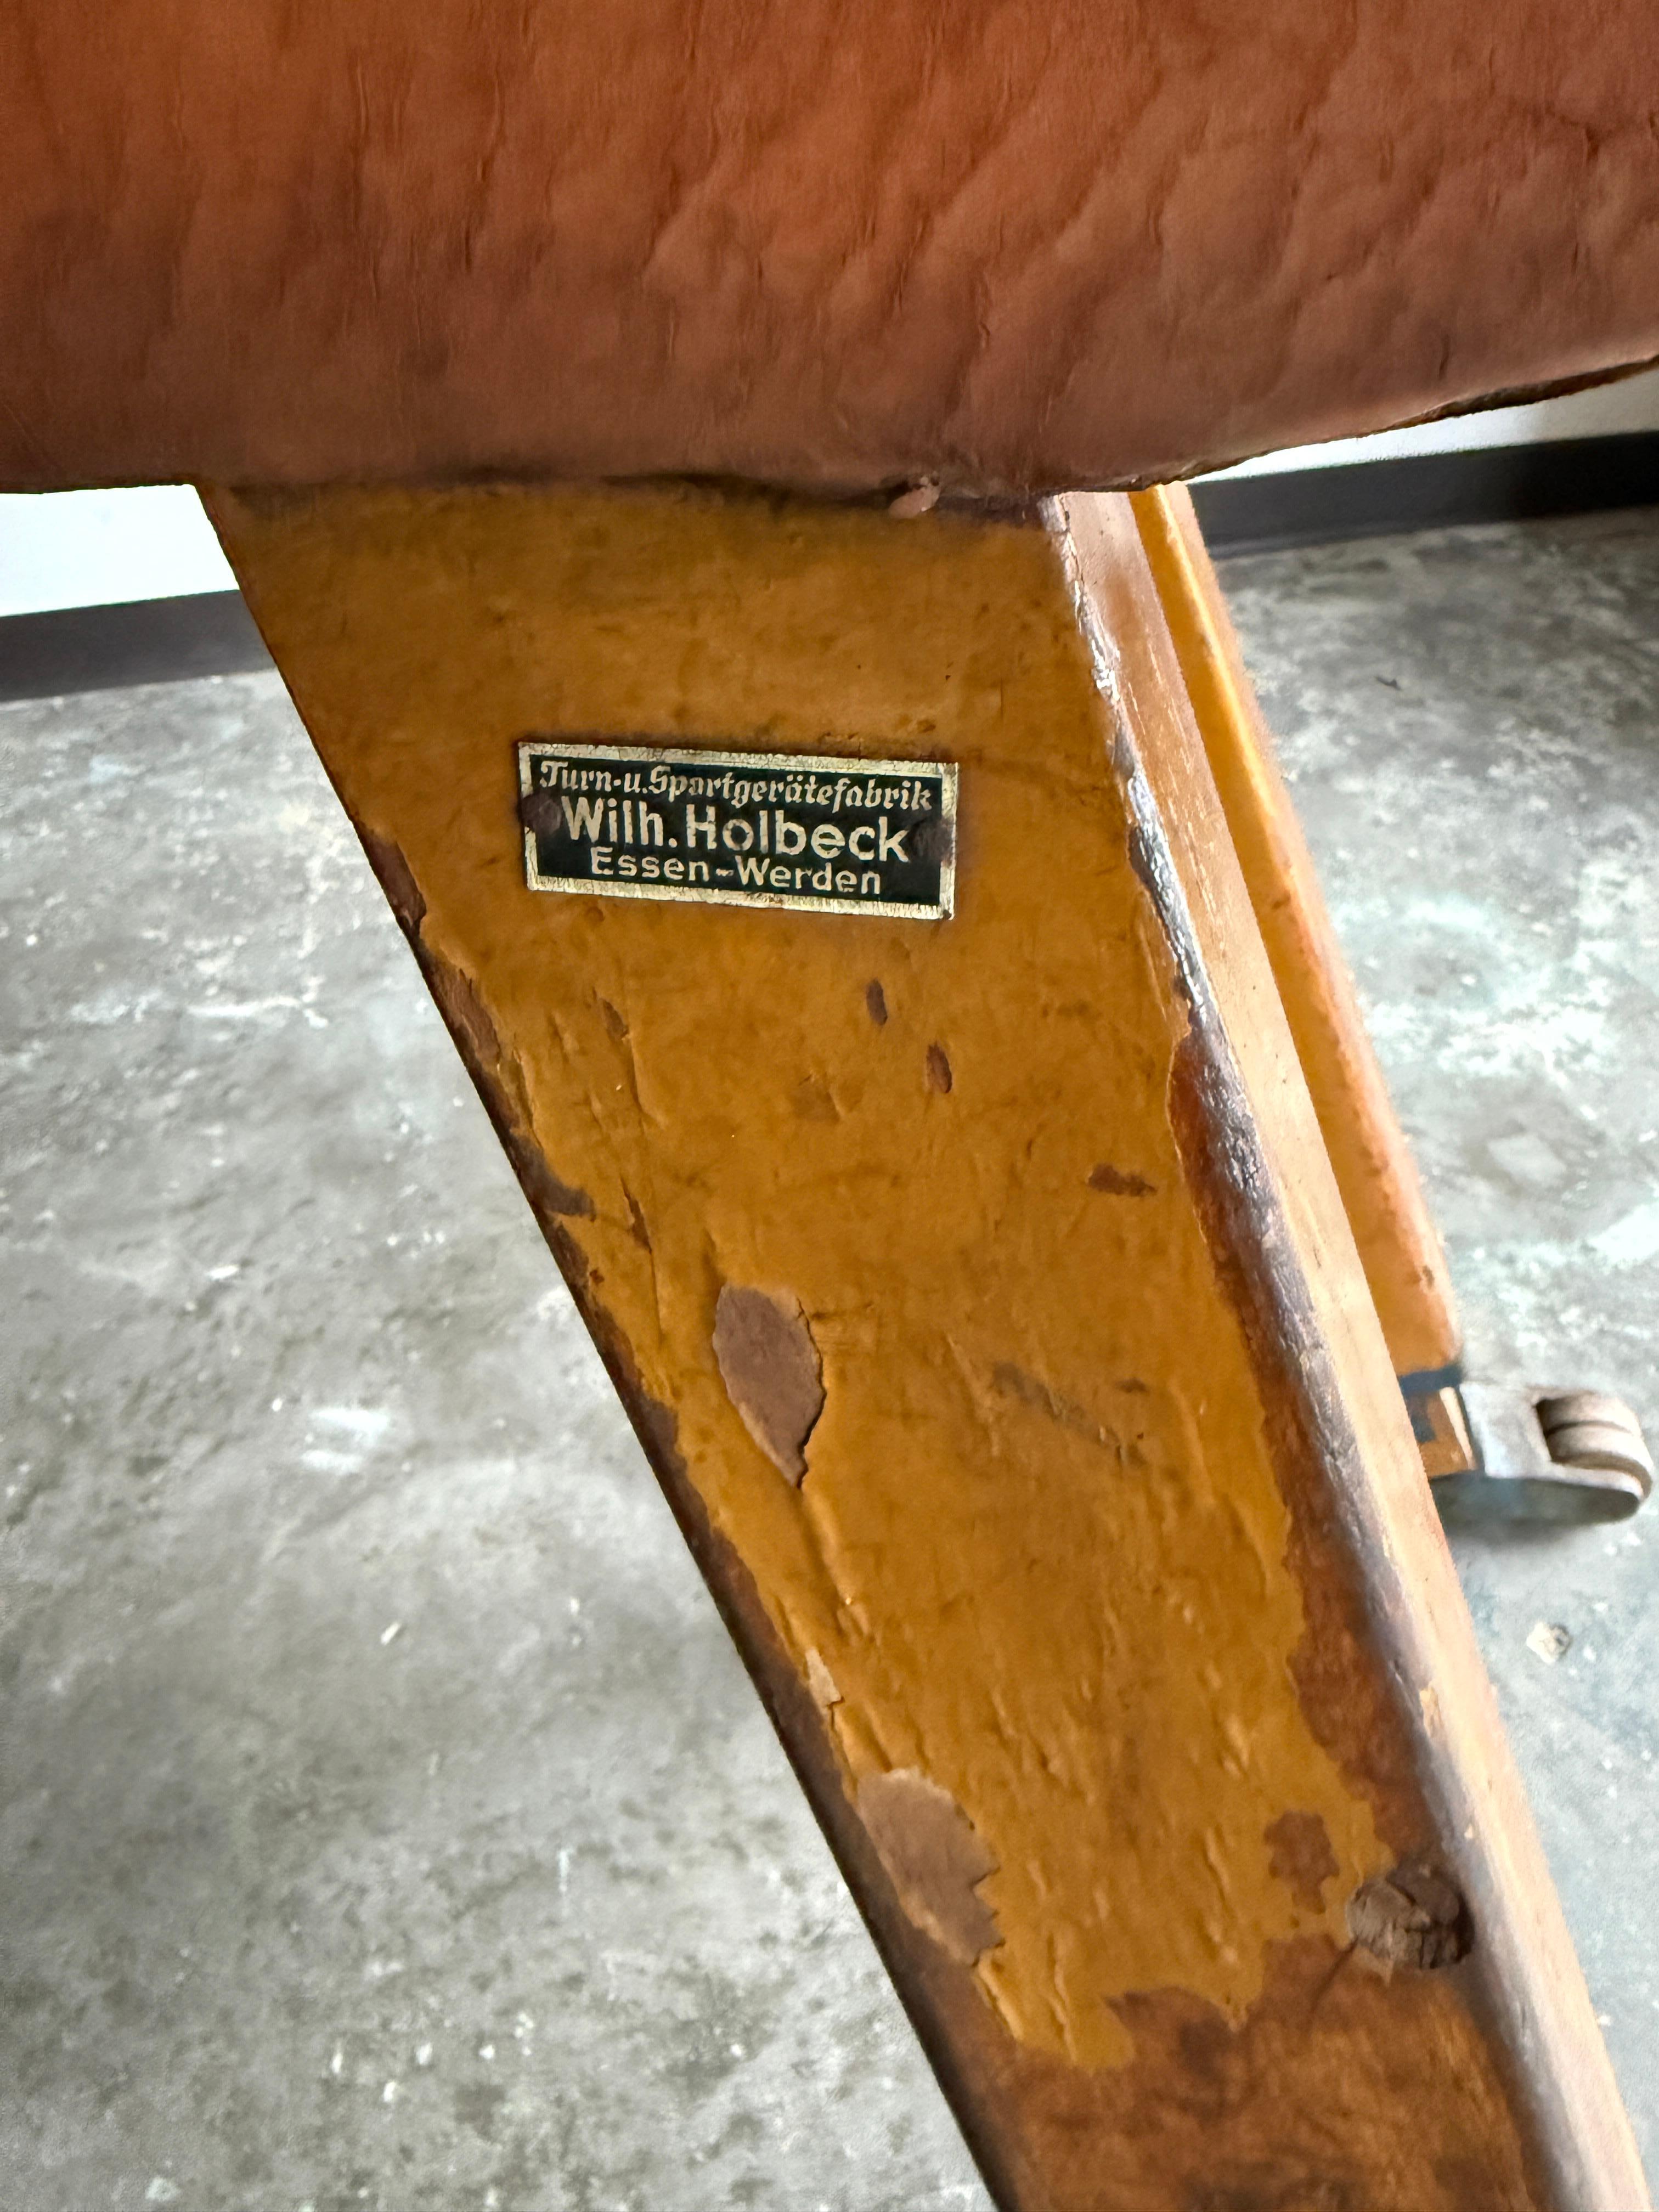 Turn-u.Sportgerätefabrik
Wilh. Holbeck
Essen-Werden